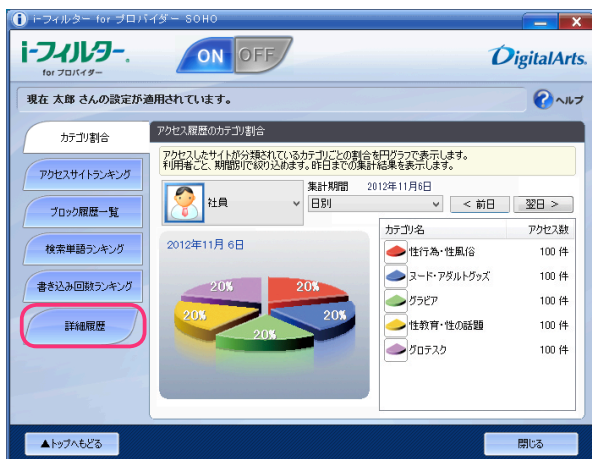 i-フィルター for プロバイダー SOHO
i-フィルター®
for プロバイダー
ON OFF
DigitalArts.
現在 太郎 さんの設定が適用されています。
ヘルプ
カテゴリ割合
アクセスサイトランキング
ブロック履歴一覧
検索単語ランキング
書き込み回数ランキング
詳細履歴
アクセス履歴のカテゴリ割合
アクセスしたサイトが分類されているカテゴリごとの割合を円グラフで表示します。
利用者ごと、期間別で絞り込めます。昨日までの集計結果を表示します。
社員
集計期間 2012年11月6日
日別
< 前日
翌日 >
2012年11月 6日
20%
20%
20%
20%
20%
カテゴリ名 アクセス数
性行為・性風俗 100 件
ヌード・アダルトグッズ 100 件
グラビア 100 件
性教育・性の話題 100 件
グロテスク 100 件
▲トップへもどる
閉じる